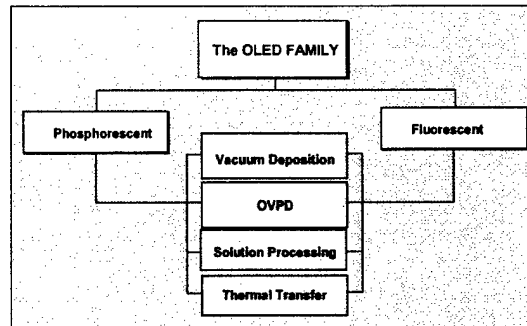 The OLED FAMILY
Phosphorescent
Fluorescent
Vacuum Deposition
OVPD
Solution Processing
Thermal Transfer